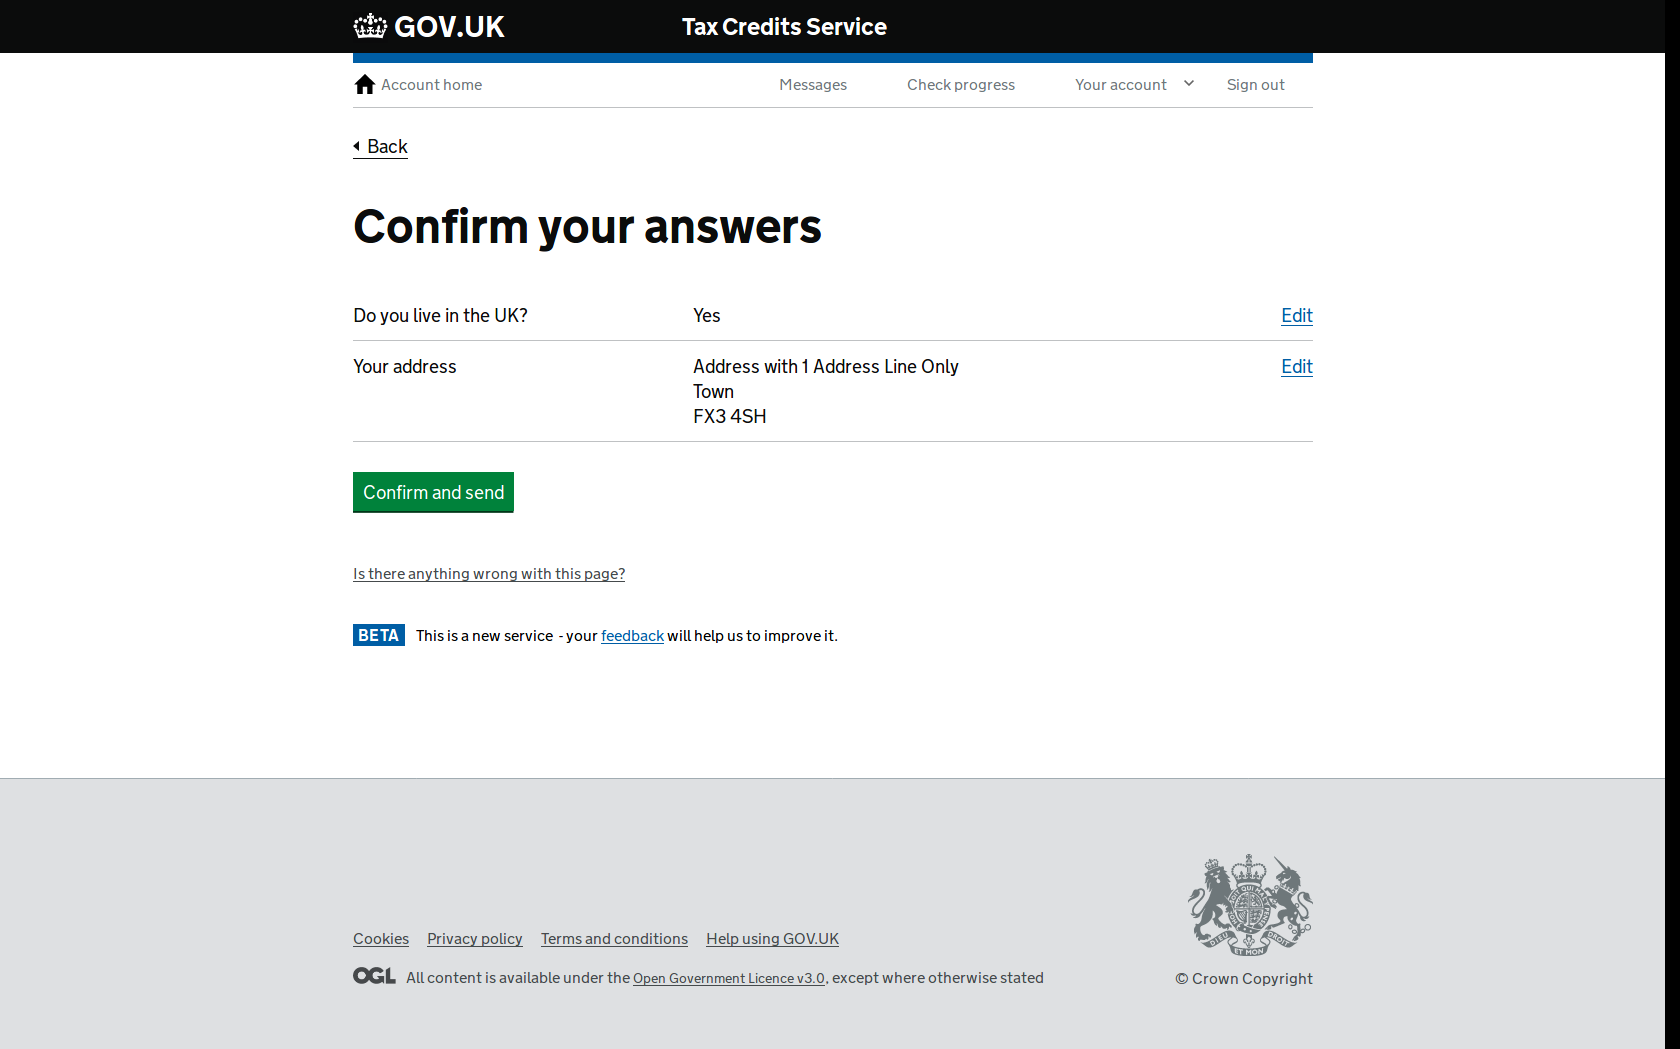 GOV.UK
Tax Credits Service
Account home
Messages
Check progress
Your account
Sign out
Back
Confirm your answers
Do you live in the UK? Yes Edit
Your address Address with 1 Address Line Only Edit
Town
FX3 4SH
Confirm and send
Is there anything wrong with this page?
BETA This is a new service - your feedback will help us to improve it.
Cookies Privacy policy Terms and conditions Help using GOV.UK
OGL All content is available under the Open Government Licence v3.0, except where otherwise stated
© Crown Copyright
DIEU ET MON DROIT